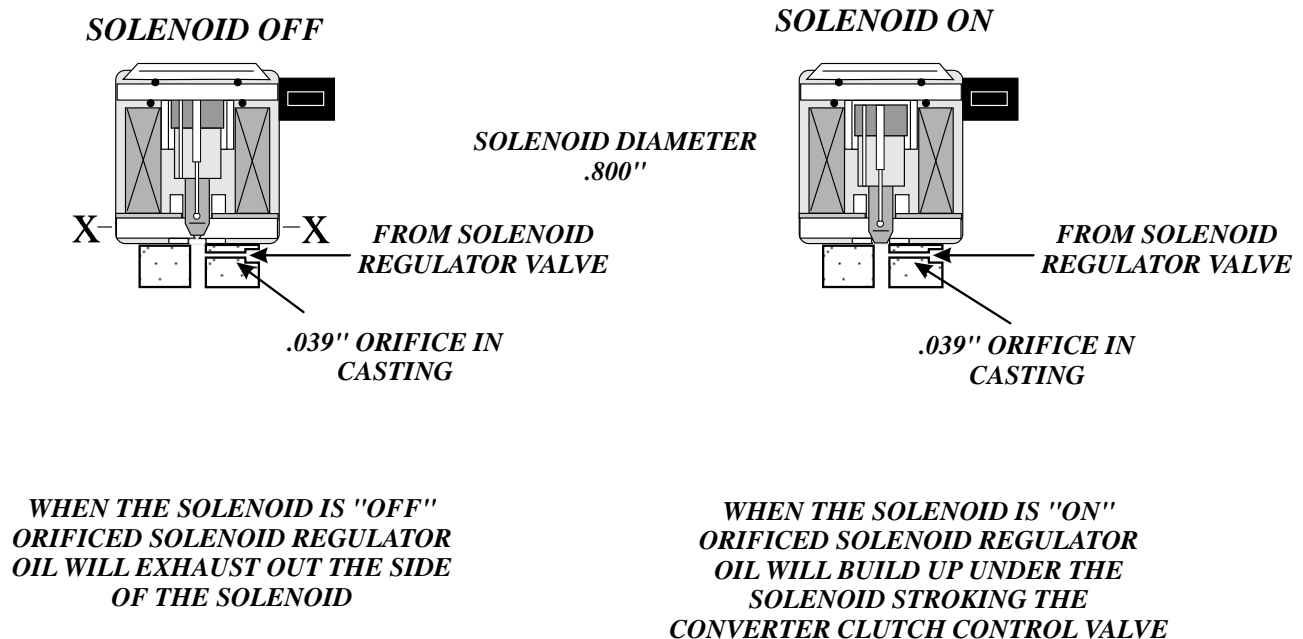 SOLENOID OFF
SOLENOID ON
SOLENOID DIAMETER
.800"
X
X
FROM SOLENOID
REGULATOR VALVE
FROM SOLENOID
REGULATOR VALVE
.039" ORIFICE IN
CASTING
.039" ORIFICE IN
CASTING
WHEN THE SOLENOID IS "OFF"
ORIFICED SOLENOID REGULATOR
OIL WILL EXHAUST OUT THE SIDE
OF THE SOLENOID
WHEN THE SOLENOID IS "ON"
ORIFICED SOLENOID REGULATOR
OIL WILL BUILD UP UNDER THE
SOLENOID STROKING THE
CONVERTER CLUTCH CONTROL VALVE